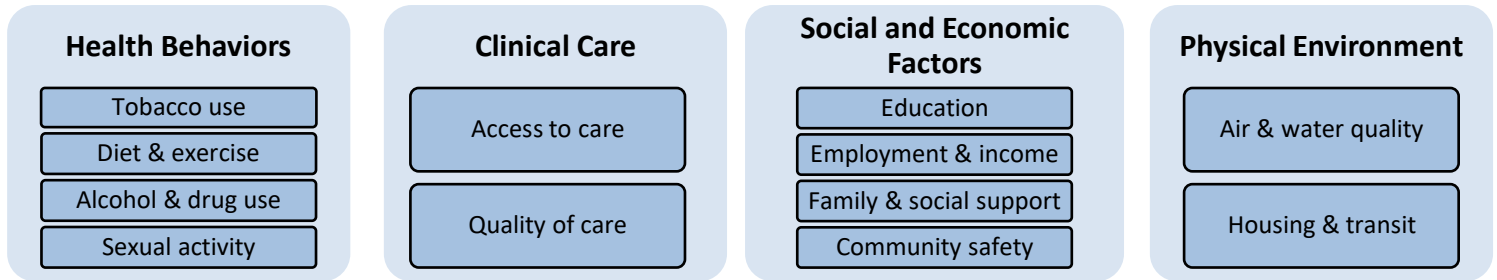 Health Behaviors
Tobacco use
Diet & exercise
Alcohol & drug use
Sexual activity
Clinical Care
Access to care
Quality of care
Social and Economic
Factors
Education
Employment & income
Family & social support
Community safety
Physical Environment
Air & water quality
Housing & transit